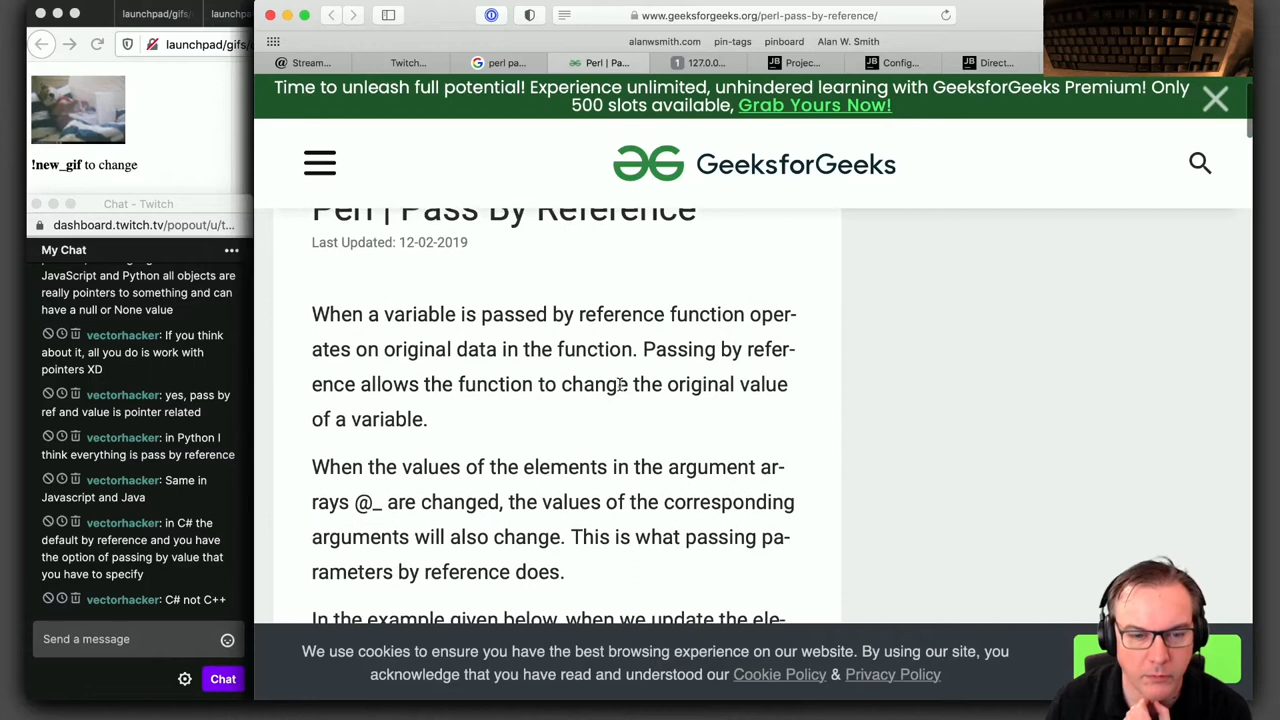 launchpad/gifs/
launchpad/gifs
launchpad/gifs/
!new_gif to change
Chat - Twitch
dashboard.twitch.tv/popout/u/t...
My Chat
JavaScript and Python all objects are
really pointers to something and can
have a null or None value
vectorhacker: If you think
about it, all you do is work with
pointers XD
vectorhacker: yes, pass by
ref and value is pointer related
vectorhacker: in Python I
think everything is pass by reference
vectorhacker: Same in
Javascript and Java
vectorhacker: in C# the
default by reference and you have
the option of passing by value that
you have to specify
vectorhacker: C# not C++
Send a message
Chat
www.geeksforgeeks.org/perl-pass-by-reference/
alanwsmith.com pin-tags pinboard Alan W. Smith
Stream... Twitch... perl pa... Perl | Pa... 127.0.0... Projec... Config... Direct...
Time to unleash full potential! Experience unlimited, unhindered learning with GeeksforGeeks Premium! Only
500 slots available, Grab Yours Now!
GeeksforGeeks
Perl | Pass By Reference
Last Updated: 12-02-2019
When a variable is passed by reference function oper-
ates on original data in the function. Passing by refer-
ence allows the function to change the original value
of a variable.
When the values of the elements in the argument ar-
rays @_ are changed, the values of the corresponding
arguments will also change. This is what passing pa-
rameters by reference does.
In the example given below, when we update the ele-
We use cookies to ensure you have the best browsing experience on our website. By using our site, you
acknowledge that you have read and understood our Cookie Policy & Privacy Policy